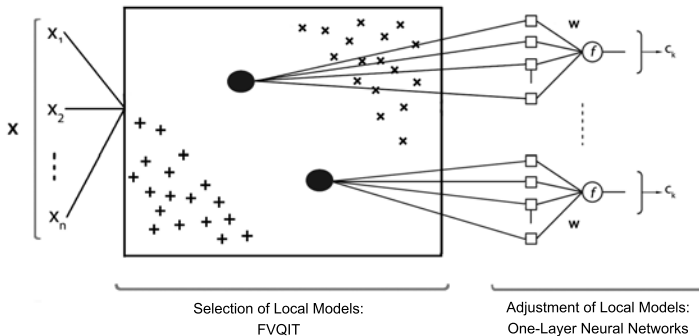 X
X1
X2
Xn
w
f
ck
w
f
ck
Selection of Local Models:
FVQIT
Adjustment of Local Models:
One-Layer Neural Networks